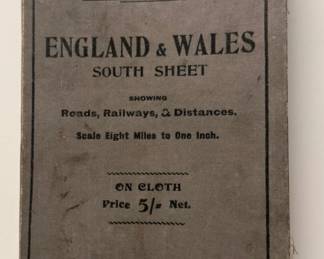 ENGLAND & WALES
SOUTH SHEET
SHOWING
Roads, Railways, & Distances.
Scale Eight Miles to One Inch.
ON CLOTH
Price 5/= Net.